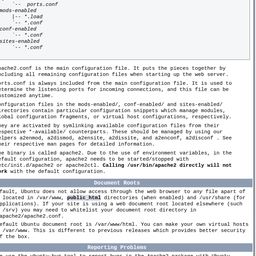 `-- ports.conf
mods-enabled
|-- *.load
`-- *.conf
conf-enabled
`-- *.conf
sites-enabled
`-- *.conf
apache2.conf is the main configuration file. It puts the pieces together by
including all remaining configuration files when starting up the web server.
ports.conf is always included from the main configuration file. It is used to
determine the listening ports for incoming connections, and this file can be
customized anytime.
Configuration files in the mods-enabled/, conf-enabled/ and sites-enabled/
directories contain particular configuration snippets which manage modules,
global configuration fragments, or virtual host configurations, respectively.
They are activated by symlinking available configuration files from their
respective *-available/ counterparts. These should be managed by using our
helpers a2enmod, a2dismod, a2ensite, a2dissite, and a2enconf, a2disconf . See
their respective man pages for detailed information.
The binary is called apache2. Due to the use of environment variables, in the
default configuration, apache2 needs to be started/stopped with
/etc/init.d/apache2 or apache2ctl. Calling /usr/bin/apache2 directly will not
work with the default configuration.
Document Roots
default, Ubuntu does not allow access through the web browser to any file apart of
located in /var/www, public_html directories (when enabled) and /usr/share (for
applications). If your site is using a web document root located elsewhere (such
/srv) you may need to whitelist your document root directory in
/apache2/apache2.conf.
default Ubuntu document root is /var/www/html. You can make your own virtual hosts
/var/www. This is different to previous releases which provides better security
of the box.
Reporting Problems